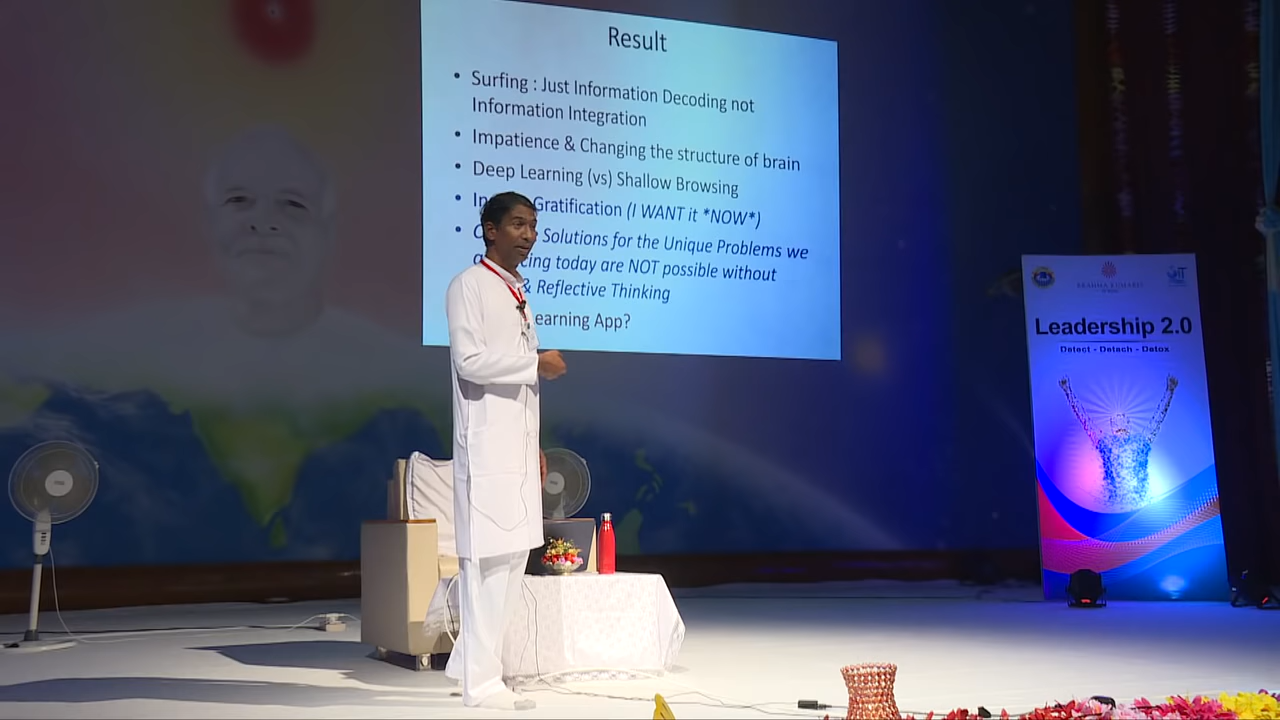 Result
• Surfing : Just Information Decoding not
Information Integration
• Impatience & Changing the structure of brain
• Deep Learning (vs) Shallow Browsing
• Gratification (I WANT it *NOW*)
• Solutions for the Unique Problems we
today are NOT possible without
& Reflective Thinking
Learning App?
BRAHMA KUMARIS
Leadership 2.0
Detect - Detach - Detox